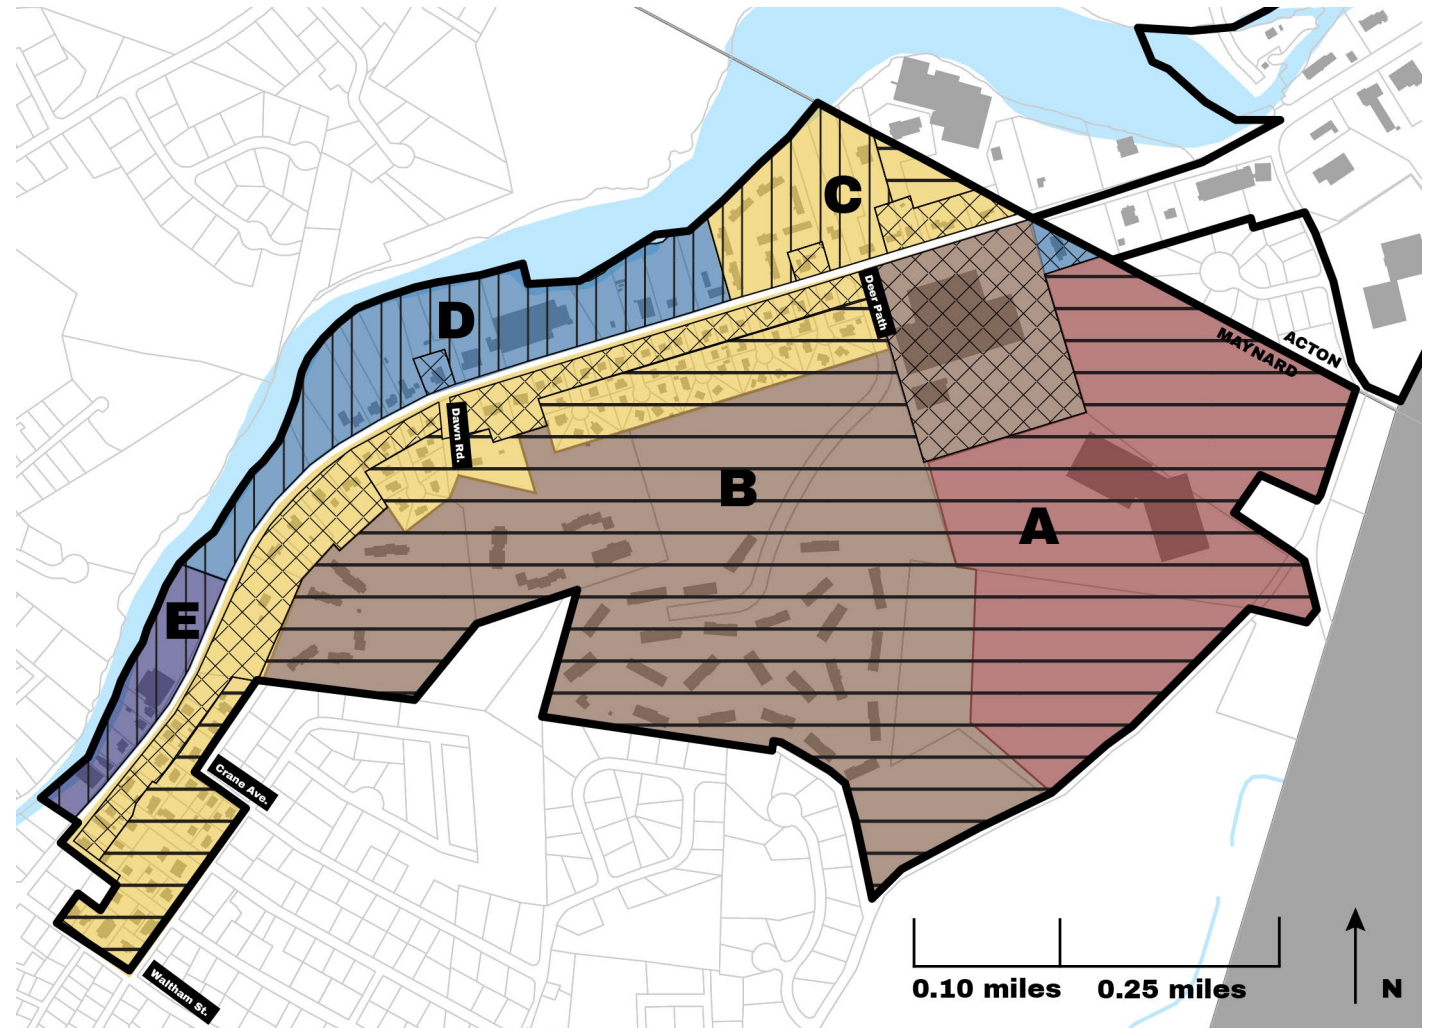 C
Deer Path
D
ACTON
MAYNARD
Dawn Rd.
B
A
E
Crane Ave.
Waltham St.
0.10 miles
0.25 miles
N